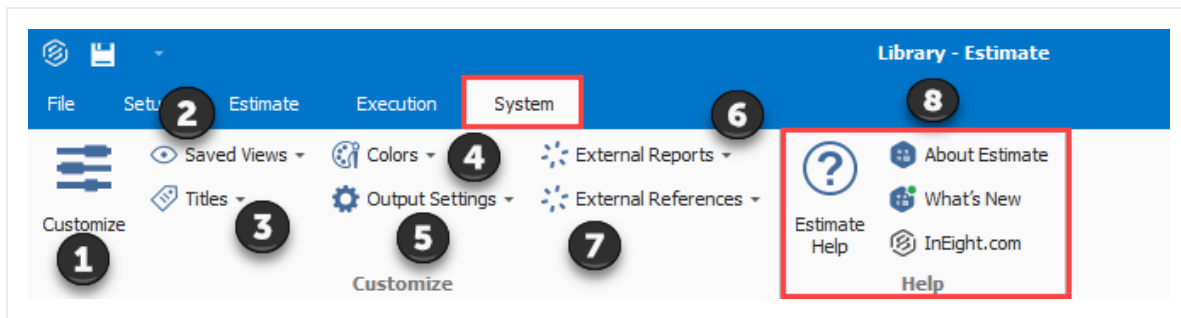 Library - Estimate
File Setu Estimate Execution System
2 6 8
Saved Views Colors 4 External Reports About Estimate
Titles Output Settings External References What's New
Customize 3 5 7 Estimate Help InEight.com
1
Customize Help